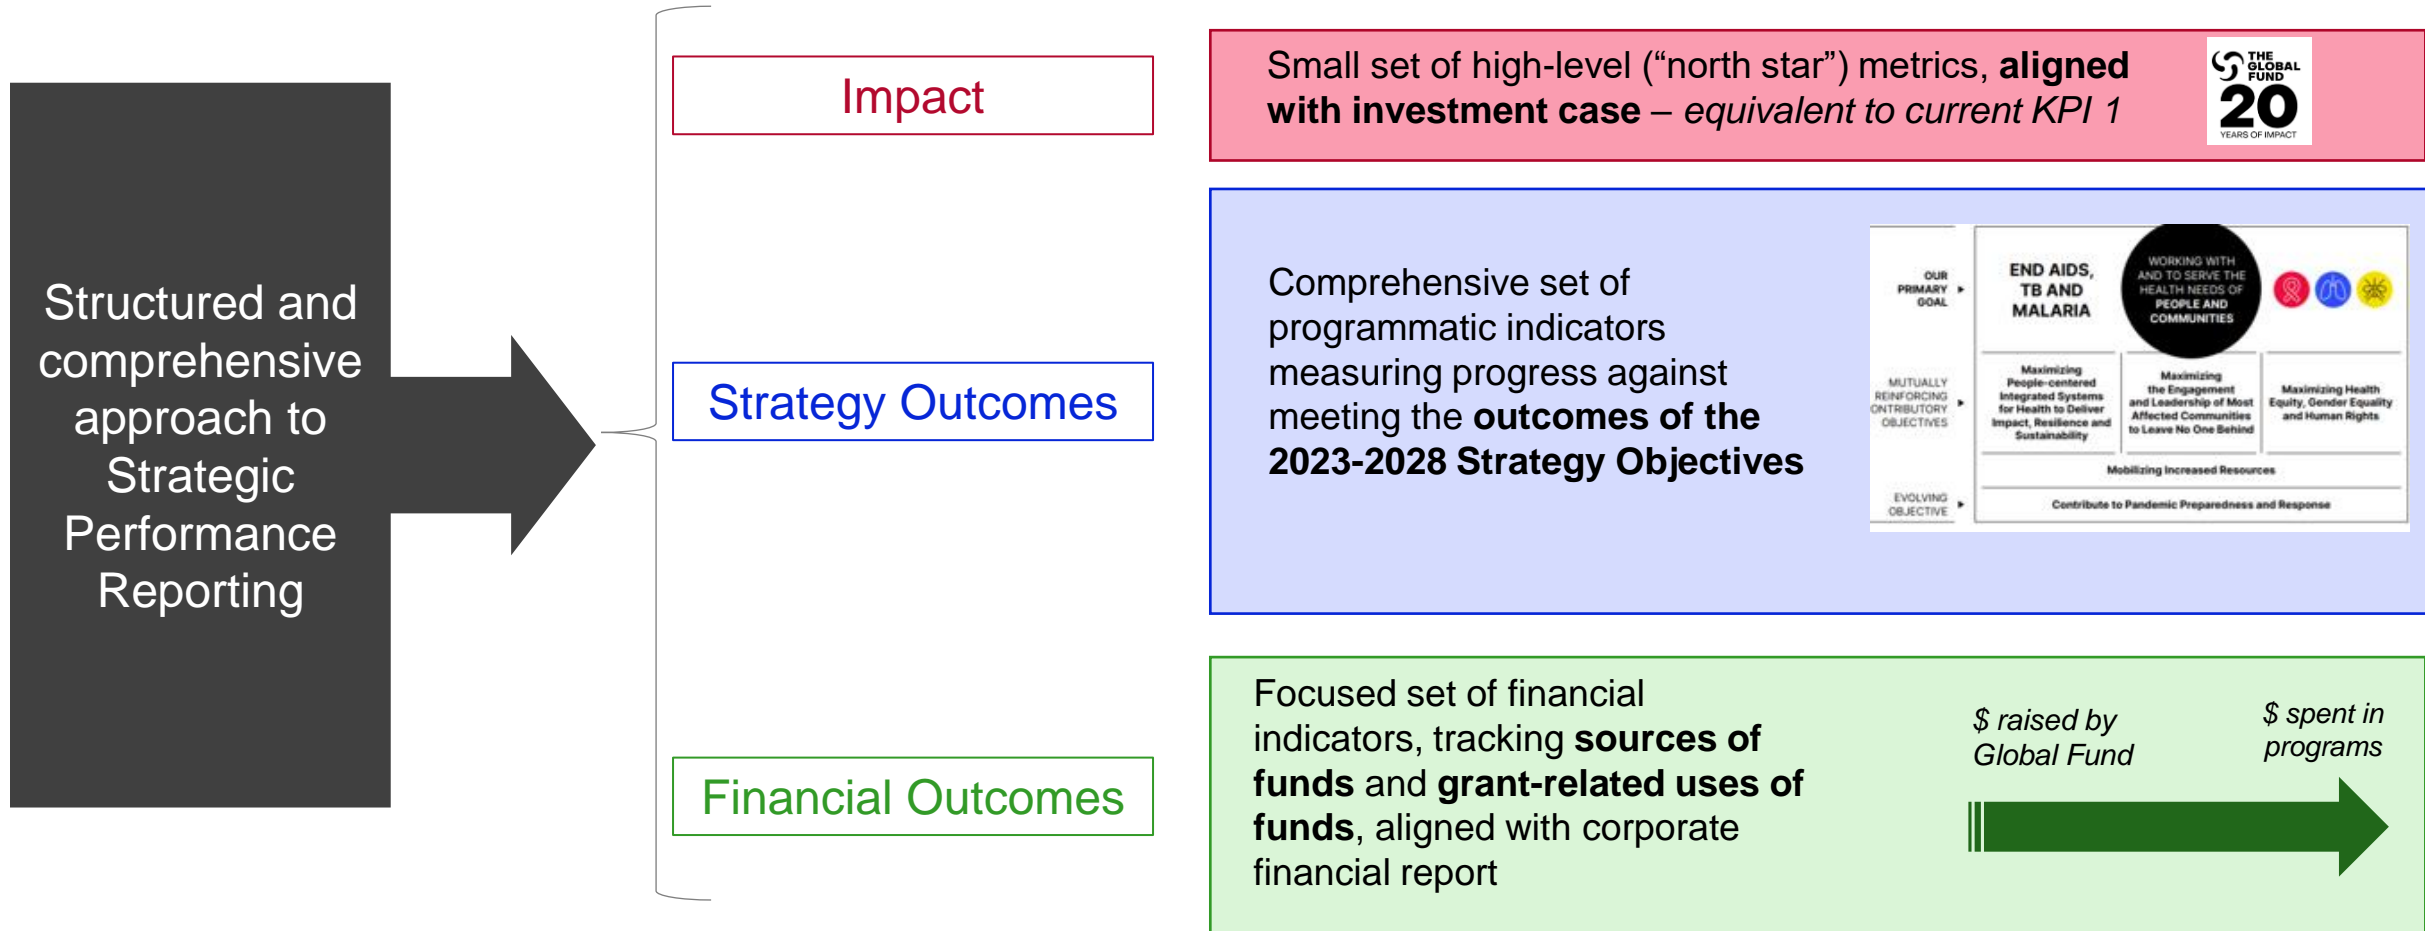 Structured and
comprehensive
approach to
Strategic
Performance
Reporting
Impact
Small set of high-level (“north star”) metrics, aligned
with investment case – equivalent to current KPI 1
THE
GLOBAL
FUND
20
YEARS OF IMPACT
Strategy Outcomes
Comprehensive set of
programmatic indicators
measuring progress against
meeting the outcomes of the
2023-2028 Strategy Objectives
OUR
PRIMARY
GOAL
END AIDS,
TB AND
MALARIA
WORKING WITH
AND TO SERVE THE
HEALTH NEEDS OF
PEOPLE AND
COMMUNITIES
MUTUALLY
REINFORCING
ONTRIBUTORY
OBJECTIVES
Maximizing
People-centered
Integrated Systems
for Health to Deliver
Impact, Resilience and
Sustainability
Maximizing
the Engagement
and Leadership of Most
Affected Communities
to Leave No One Behind
Maximizing Health
Equity, Gender Equality
and Human Rights
Mobilizing Increased Resources
EVOLVING
OBJECTIVE
Contribute to Pandemic Preparedness and Response
Financial Outcomes
Focused set of financial
indicators, tracking sources of
funds and grant-related uses of
funds, aligned with corporate
financial report
$ raised by
Global Fund
$ spent in
programs